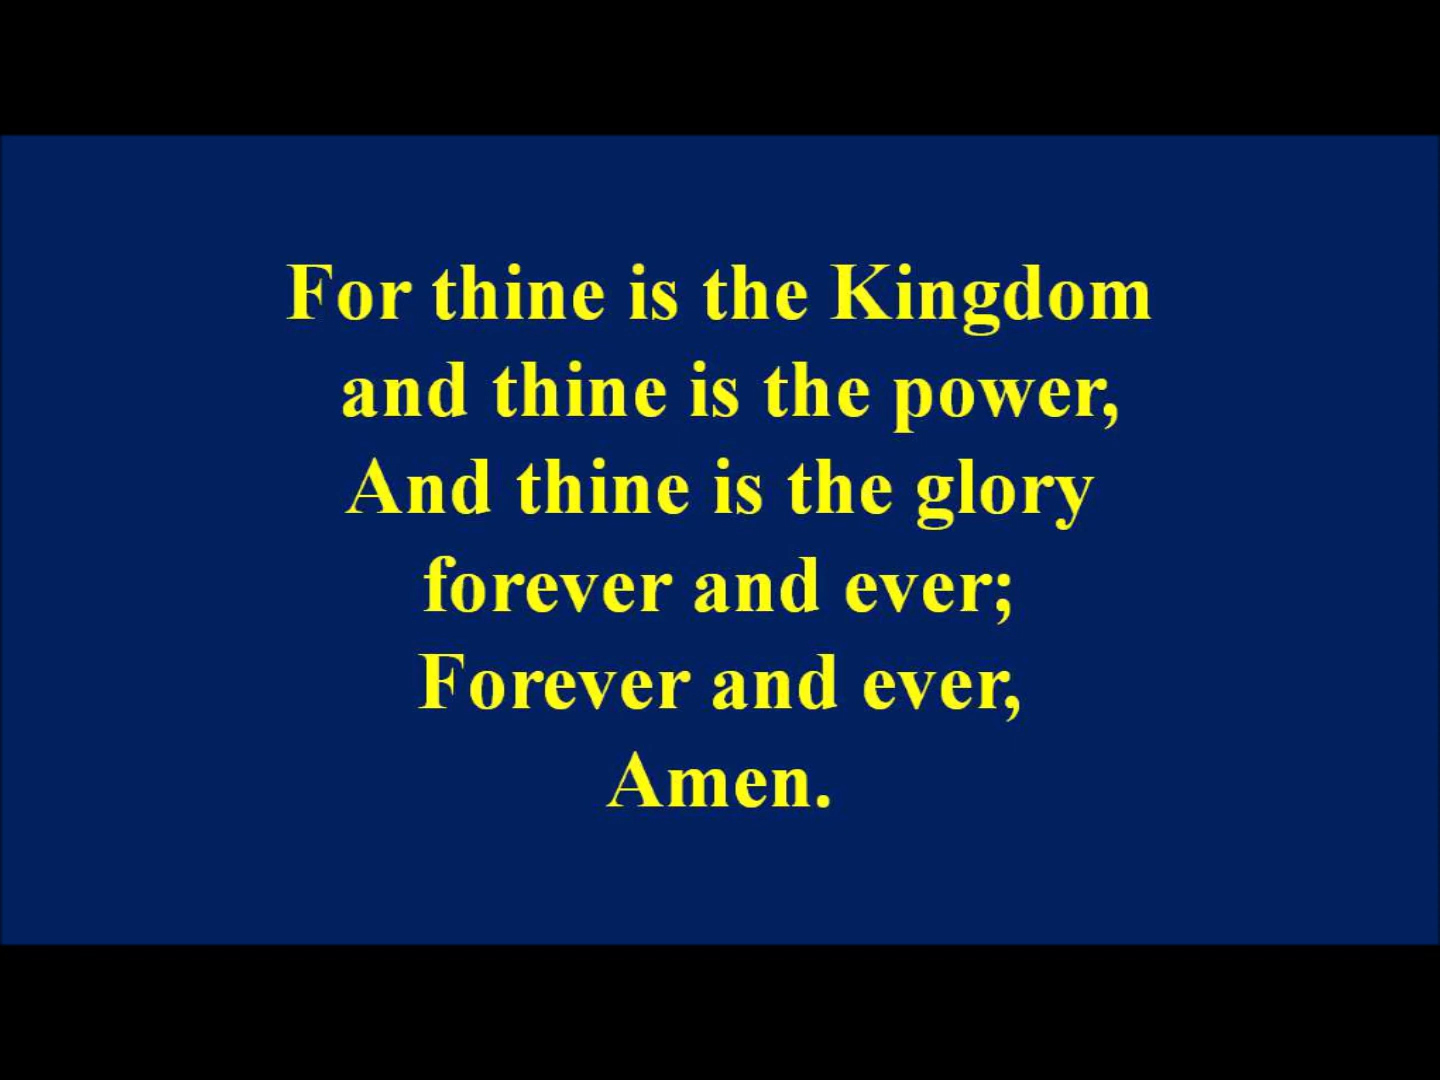 For thine is the Kingdom
and thine is the power,
And thine is the glory
forever and ever;
Forever and ever,
Amen.